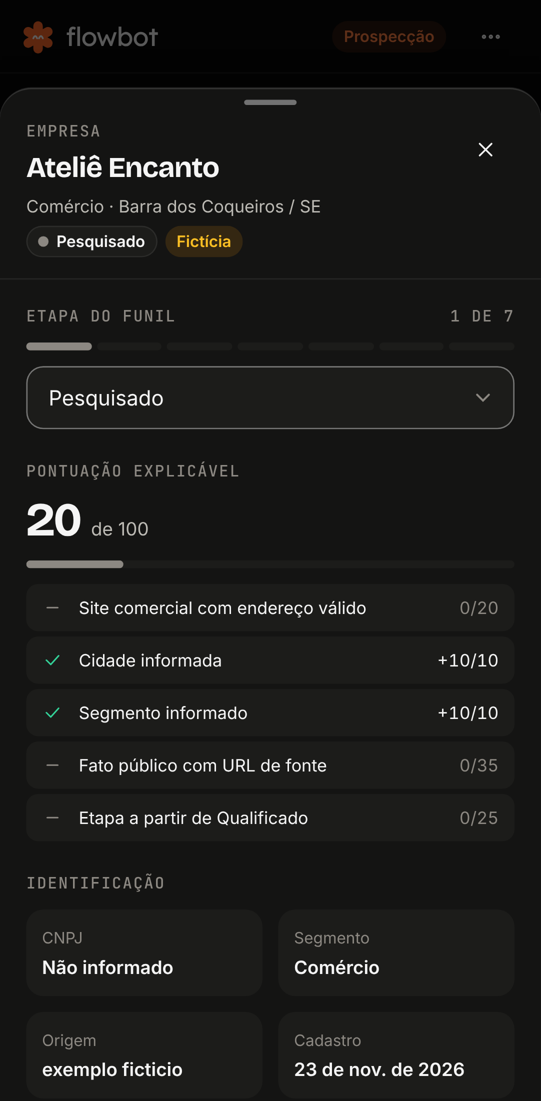 flowbot
Prospecção
EMPRESA
Ateliê Encanto
Comércio · Barra dos Coqueiros / SE
Pesquisado
Fictícia
ETAPA DO FUNIL
1 DE 7
Pesquisado
PONTUAÇÃO EXPLICÁVEL
20 de 100
Site comercial com endereço válido 0/20
Cidade informada +10/10
Segmento informado +10/10
Fato público com URL de fonte 0/35
Etapa a partir de Qualificado 0/25
IDENTIFICAÇÃO
CNPJ
Não informado
Segmento
Comércio
Origem
exemplo ficticio
Cadastro
23 de nov. de 2026